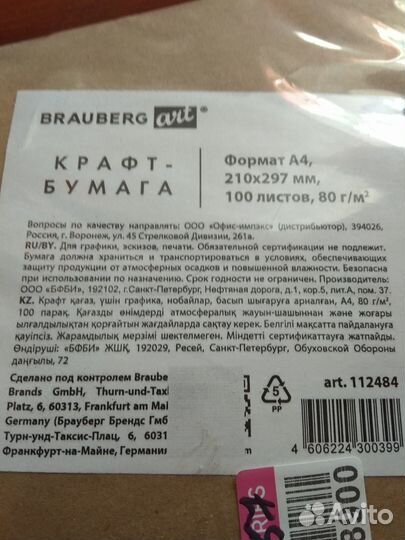 BRAUBERG art ®
КРАФТ-
БУМАГА
Формат А4,
210х297 мм,
100 листов, 80 г/м²
Вопросы по качеству направлять: ООО «Офис-импэкс» (дистрибьютор), 394026,
Россия, г. Воронеж, ул. 45 Стрелковой Дивизии, 261а.
RU/BY. Для графики, эскизов, печати. Обязательной сертификации не подлежит.
Бумага должна храниться и транспортироваться в условиях, обеспечивающих
защиту продукции от атмосферных осадков и повышенной влажности. Безопасна
при использовании по назначению. Срок годности не ограничен. Производитель:
ООО «БФБИ», 192102, г.Санкт-Петербург, Нефтяная дорога, д.1, кор.5, лит.А, пом. 37.
KZ. Крафт қағаз, үшін графика, нобайлар, басып шығаруға арналған, А4, 80 г/м²,
100 парақ. Қағазды өнімдерді атмосфералық жауын-шашыннан және жоғары
ылғалдылықтан қорғайтын жағдайларда сақтау керек. Белгілі мақсатта пайдалануға
қауіпсіз. Жарамдылық мерзімі шектелмеген. Міндетті сертификаттауға жатпайды.
Өндіруші: «БФБИ» ЖШҚ, 192029, Ресей, Санкт-Петербург, Обуховской Обороны
даңғылы, 72
Сделано под контролем Braube
Brands GmbH, Thurn-und-Tax
Platz, 6, 60313, Frankfurt am Mai
Germany (Брауберг Брендс Гмб
Турн-унд-Таксис-Плац, 6, 6031
Франкфурт-на-Майне, Германия
5
PP
art. 112484
4 606224 300399
Avito